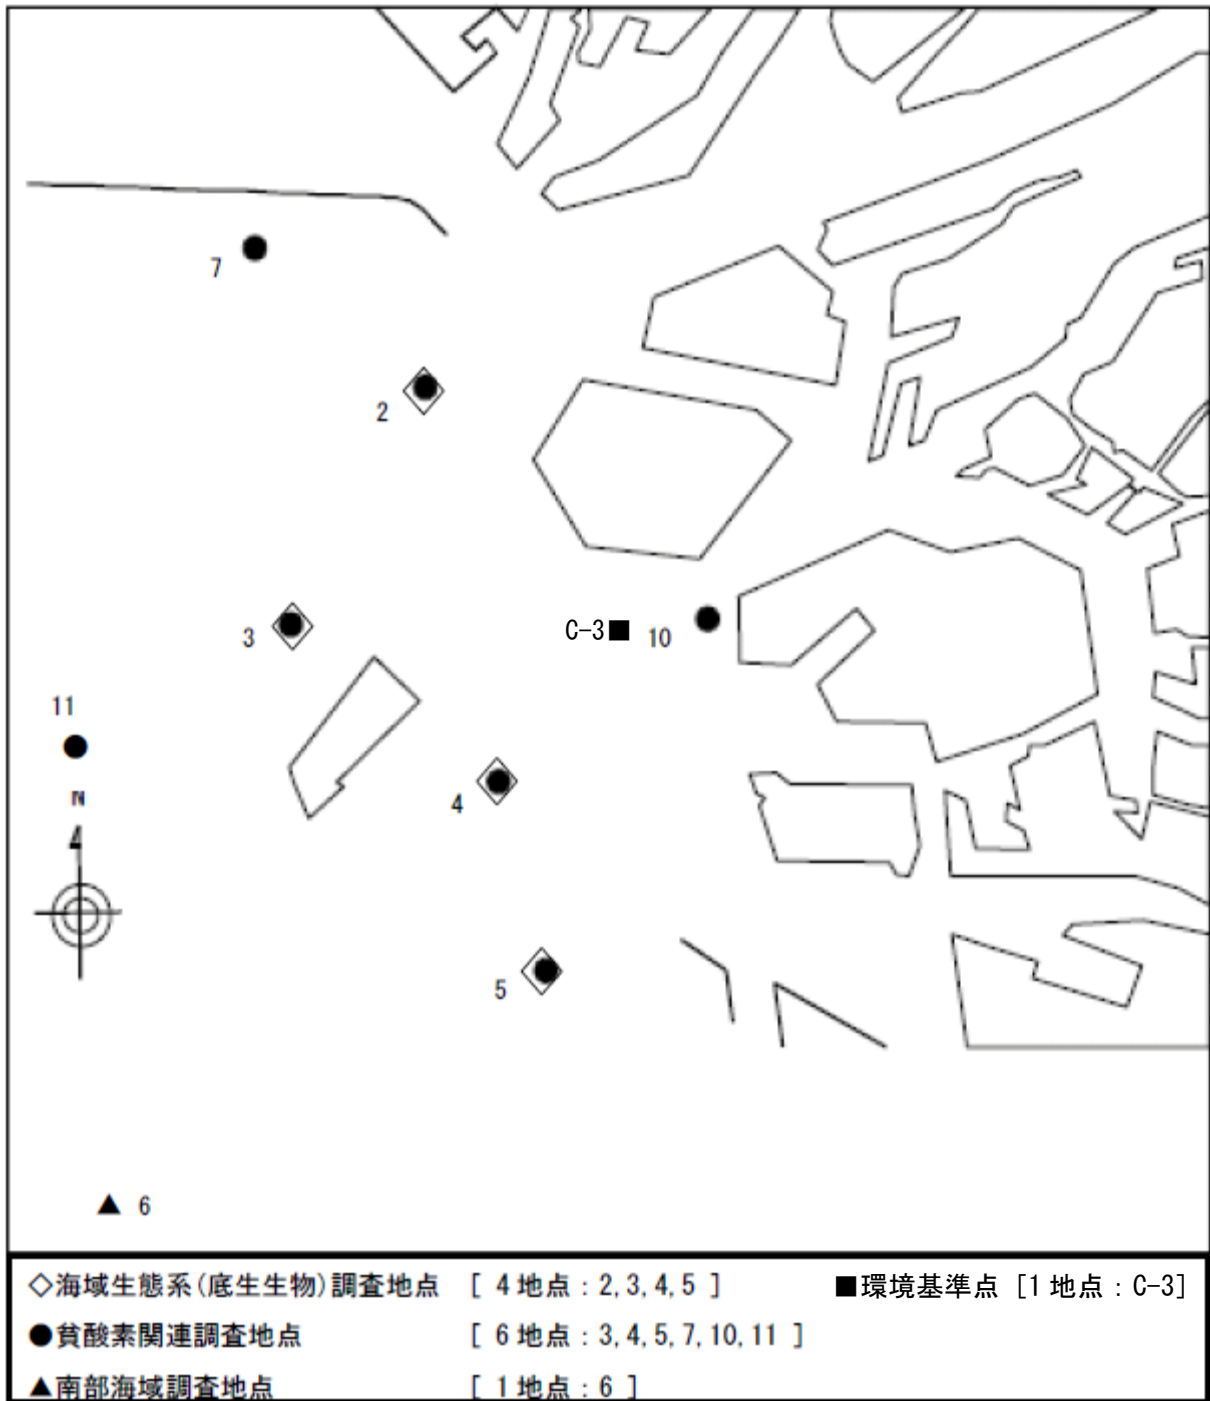 7
2
3
C-3■ 10
11
N
4
5
▲ 6
◇海域生態系(底生生物)調査地点 [ 4地点:2,3,4,5 ] ■環境基準点 [1地点:C-3]
●貧酸素関連調査地点 [ 6地点:3,4,5,7,10,11 ]
▲南部海域調査地点 [ 1地点:6 ]